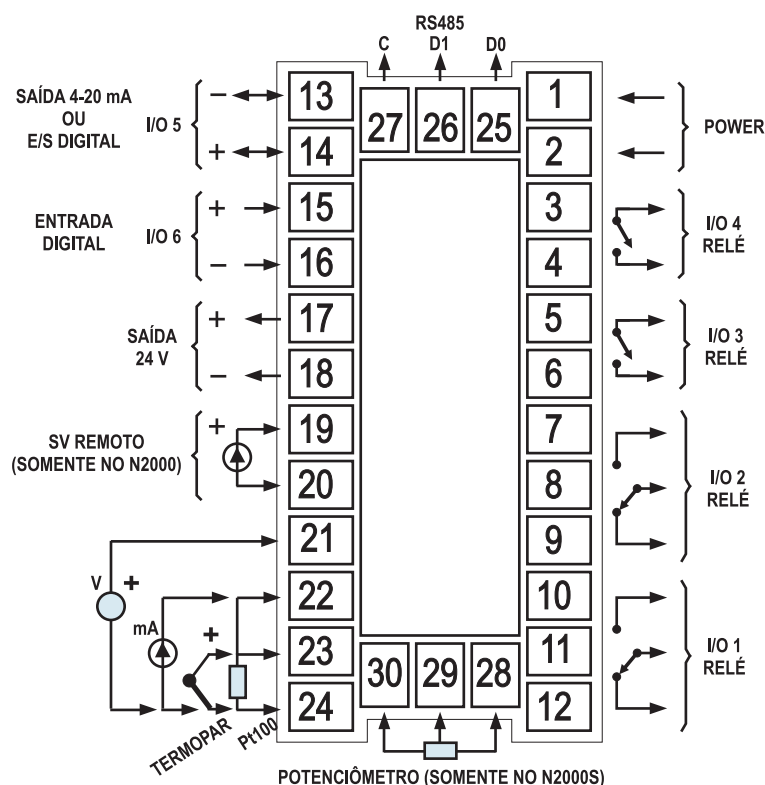 RS485
C D1 D0
27 26 25
SAÍDA 4-20 mA
OU
E/S DIGITAL
I/O 5
−
+
13
14
ENTRADA
DIGITAL
I/O 6
+
−
15
16
SAÍDA
24 V
+
−
17
18
SV REMOTO
(SOMENTE NO N2000)
+
19
20
21
V +
mA
+
22
23
24
TERMOPAR
Pt100
1
2
POWER
3
4
I/O 4
RELÉ
5
6
I/O 3
RELÉ
7
8
9
I/O 2
RELÉ
10
11
12
I/O 1
RELÉ
30 29 28
POTENCIÔMETRO (SOMENTE NO N2000S)